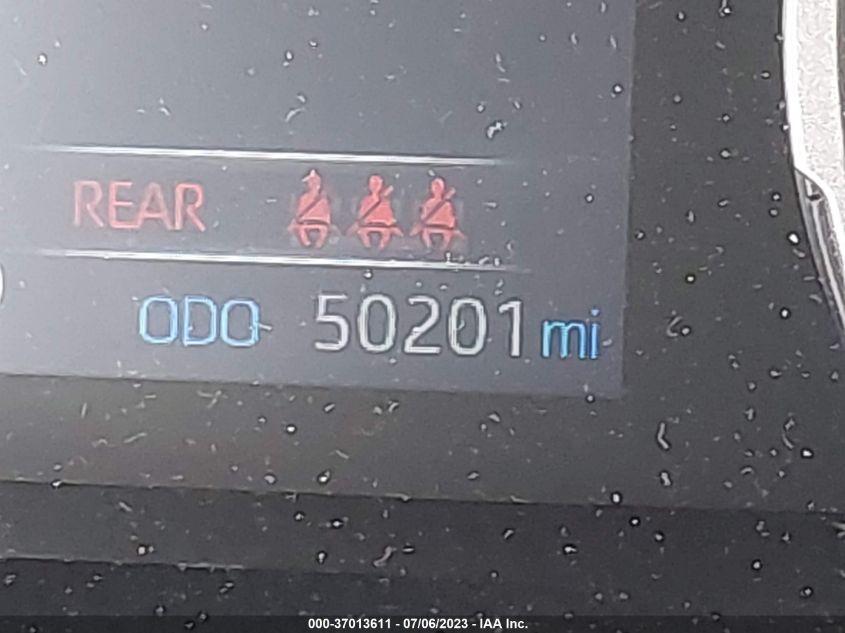 REAR
ODO 50201 mi
000-37013611 - 07/06/2023 - IAA Inc.